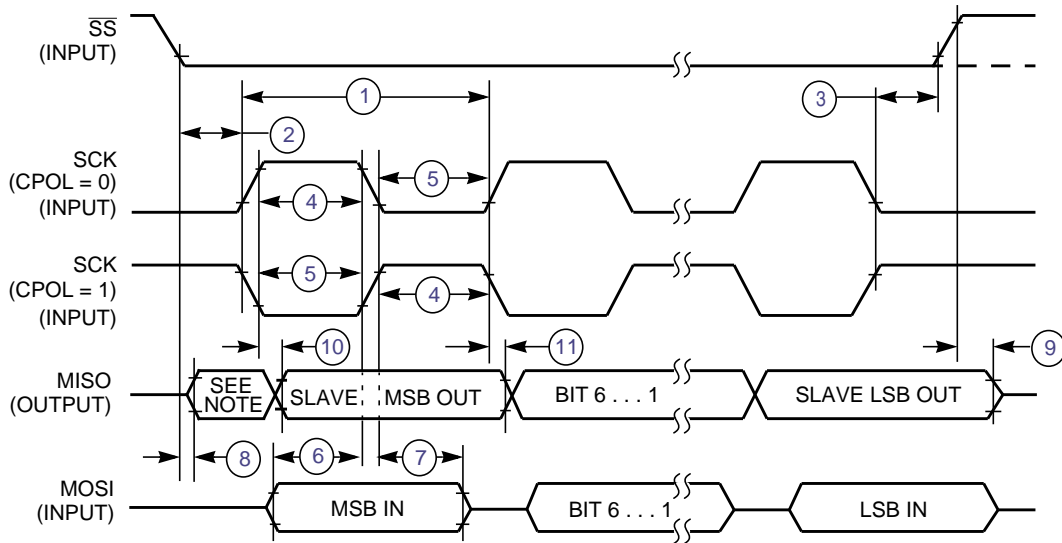 SS
(INPUT)
1
3
2
SCK
(CPOL = 0)
(INPUT)
4
5
SCK
(CPOL = 1)
(INPUT)
5
4
10
11
9
MISO
(OUTPUT)
SEE
NOTE
SLAVE
MSB OUT
BIT 6 . . . 1
SLAVE LSB OUT
8
6
7
MOSI
(INPUT)
MSB IN
BIT 6 . . . 1
LSB IN